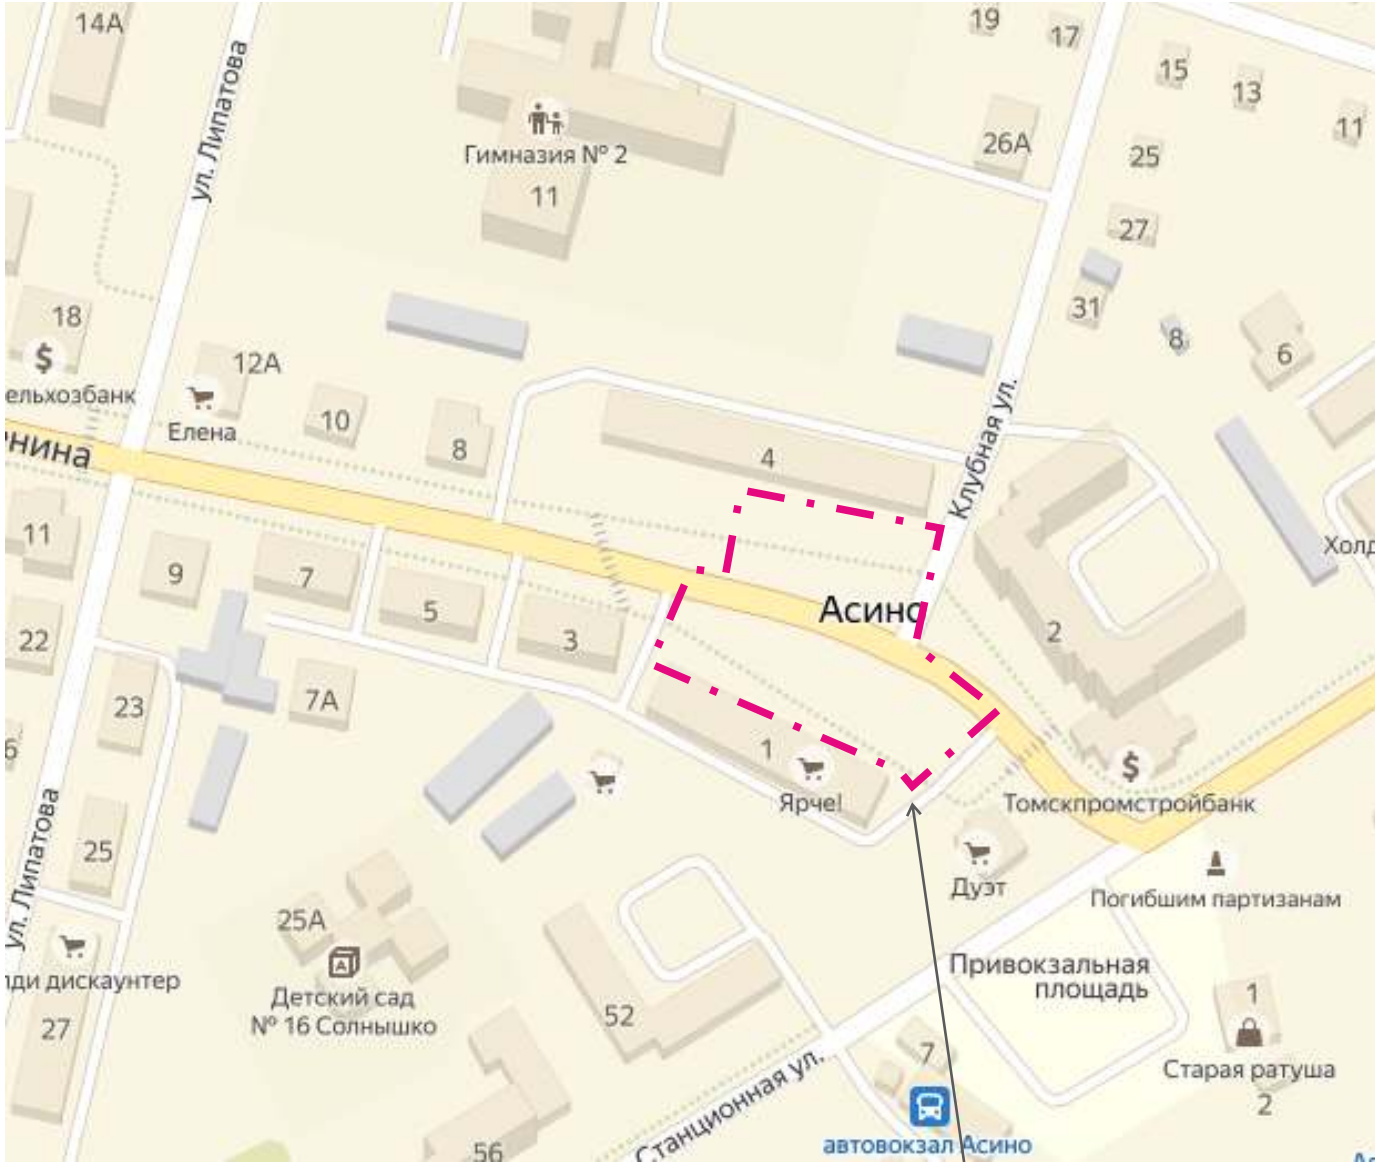 14А
ул. Липатова
19
17
15
13
11
26А
25
Гимназия № 2
11
27
31
8
6
18
ельхозбанк
12А
Елена
10
8
4
Клубная ул.
нина
11
9
7
5
3
Асино
2
Холд
22
23
7А
1
Ярче!
Томскпромстройбанк
ул. Липатова
25
Дуэт
Погибшим партизанам
25А
Детский сад
№ 16 Солнышко
ди дискаунтер
27
52
Привокзальная
площадь
1
Старая ратуша
2
7
Станционная ул.
автовокзал Асино
56